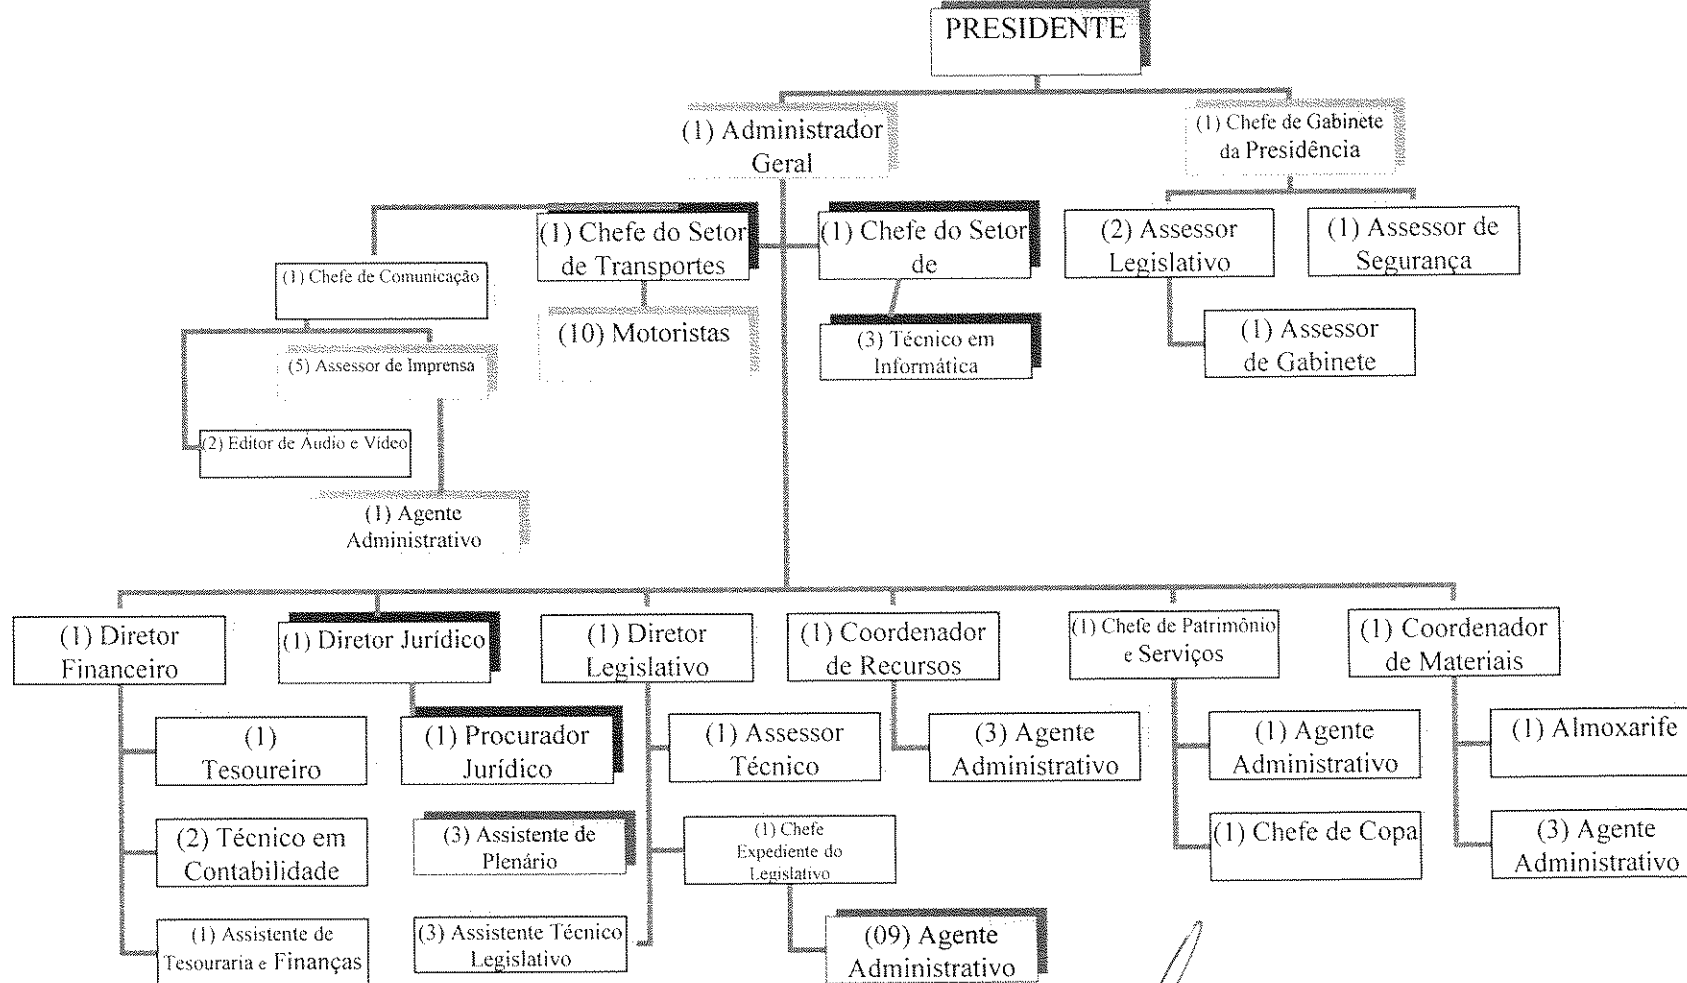 PRESIDENTE
(1) Administrador
Geral
(1) Chefe de Gabinete
da Presidência
(1) Chefe do Setor
de Transportes
(1) Chefe do Setor
de
(2) Assessor
Legislativo
(1) Assessor de
Segurança
(1) Chefe de Comunicação
(10) Motoristas
(3) Técnico em
Informática
(1) Assessor
de Gabinete
(5) Assessor de Imprensa
(2) Editor de Áudio e Vídeo
(1) Agente
Administrativo
(1) Diretor
Financeiro
(1) Diretor Jurídico
(1) Diretor
Legislativo
(1) Coordenador
de Recursos
(1) Chefe de Patrimônio
e Serviços
(1) Coordenador
de Materiais
(1)
Tesoureiro
(1) Procurador
Jurídico
(1) Assessor
Técnico
(3) Agente
Administrativo
(1) Agente
Administrativo
(1) Almoxarife
(2) Técnico em
Contabilidade
(3) Assistente de
Plenário
(1) Chefe
Expediente do
Legislativo
(1) Chefe de Copa
(3) Agente
Administrativo
(1) Assistente de
Tesouraria e Finanças
(3) Assistente Técnico
Legislativo
(09) Agente
Administrativo